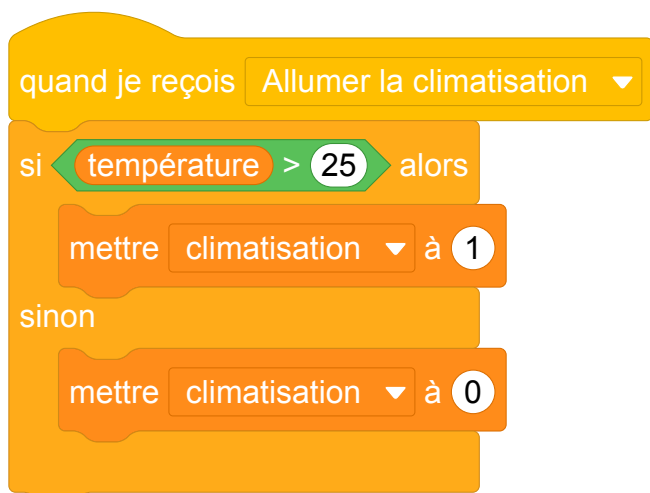 quand je reçois Allumer la climatisation
si température > 25 alors
mettre climatisation à 1
sinon
mettre climatisation à 0